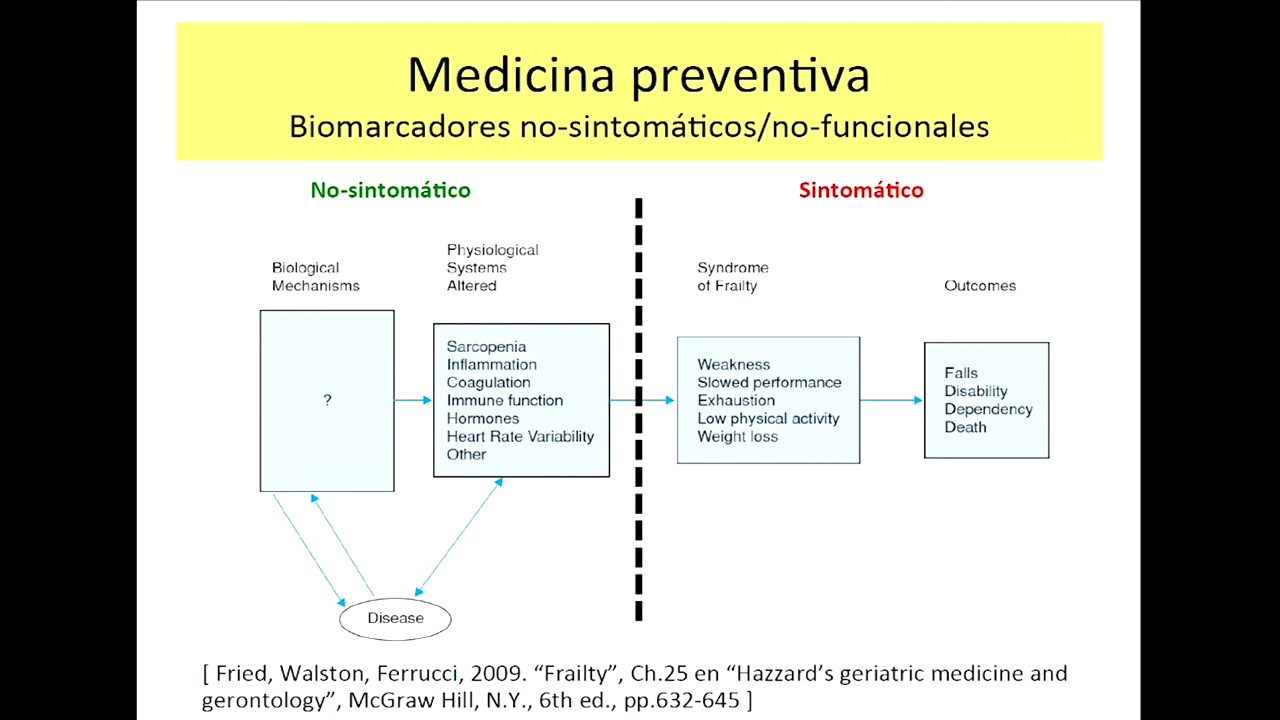 Medicina preventiva
Biomarcadores no-sintomáticos/no-funcionales
No-sintomático
Sintomático
Biological
Mechanisms
Physiological
Systems
Altered
Syndrome
of Frailty
Outcomes
?
Sarcopenia
Inflammation
Coagulation
Immune function
Hormones
Heart Rate Variability
Other
Weakness
Slowed performance
Exhaustion
Low physical activity
Weight loss
Falls
Disability
Dependency
Death
Disease
[ Fried, Walston, Ferrucci, 2009. “Frailty”, Ch.25 en “Hazzard’s geriatric medicine and
gerontology”, McGraw Hill, N.Y., 6th ed., pp.632-645 ]